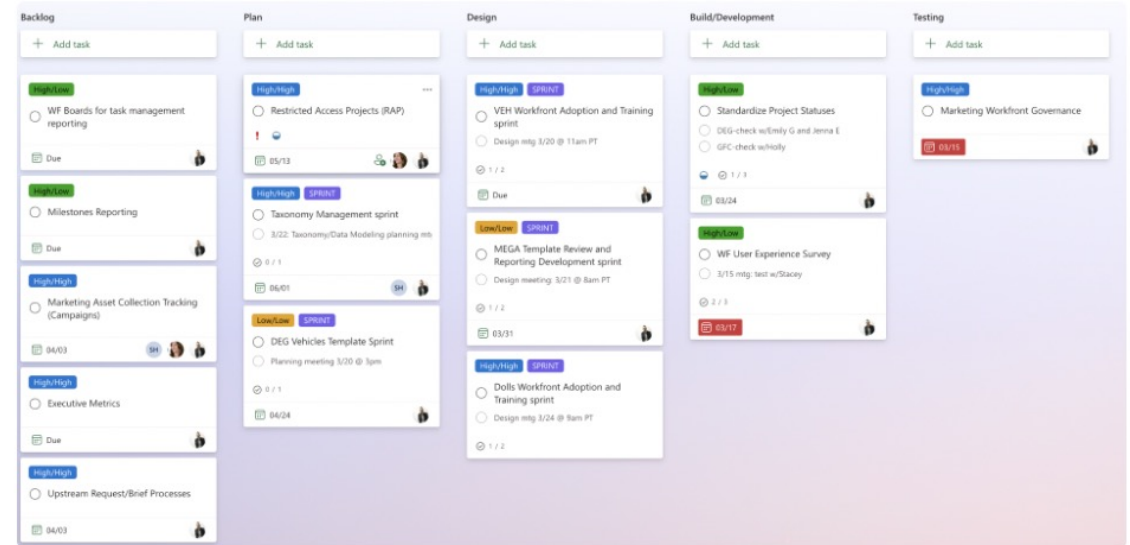 Backlog
Add task
High/Low
WF Boards for task management
reporting
Due
High/Low
Milestones Reporting
Due
High/High
Marketing Asset Collection Tracking
(Campaigns)
04/03
SH
High/High
Executive Metrics
Due
High/High
Upstream Request/Brief Processes
04/03
Plan
Add task
High/High
Restricted Access Projects (RAP)
05/13
High/High SPRINT
Taxonomy Management sprint
3/22: Taxonomy/Data Modeling planning mt
0 / 1
06/01
SH
Low/Low SPRINT
DEG Vehicles Template Sprint
Planning meeting 3/20 @ 3pm
0 / 1
04/24
Design
Add task
High/High SPRINT
VEH Workfront Adoption and Training
sprint
Design mtg 3/20 @ 11am PT
1 / 2
Due
Low/Low SPRINT
MEGA Template Review and
Reporting Development sprint
Design meeting: 3/21 @ 8am PT
1 / 2
03/31
High/High SPRINT
Dolls Workfront Adoption and
Training sprint
Design mtg 3/24 @ 9am PT
1 / 2
Build/Development
Add task
High/Low
Standardize Project Statuses
DEG-check w/Emily G and Jenna E
GFC-check w/Holly
1 / 3
03/24
High/Low
WF User Experience Survey
3/15 mtg: test w/Stacey
2 / 3
03/17
Testing
Add task
High/High
Marketing Workfront Governance
03/15